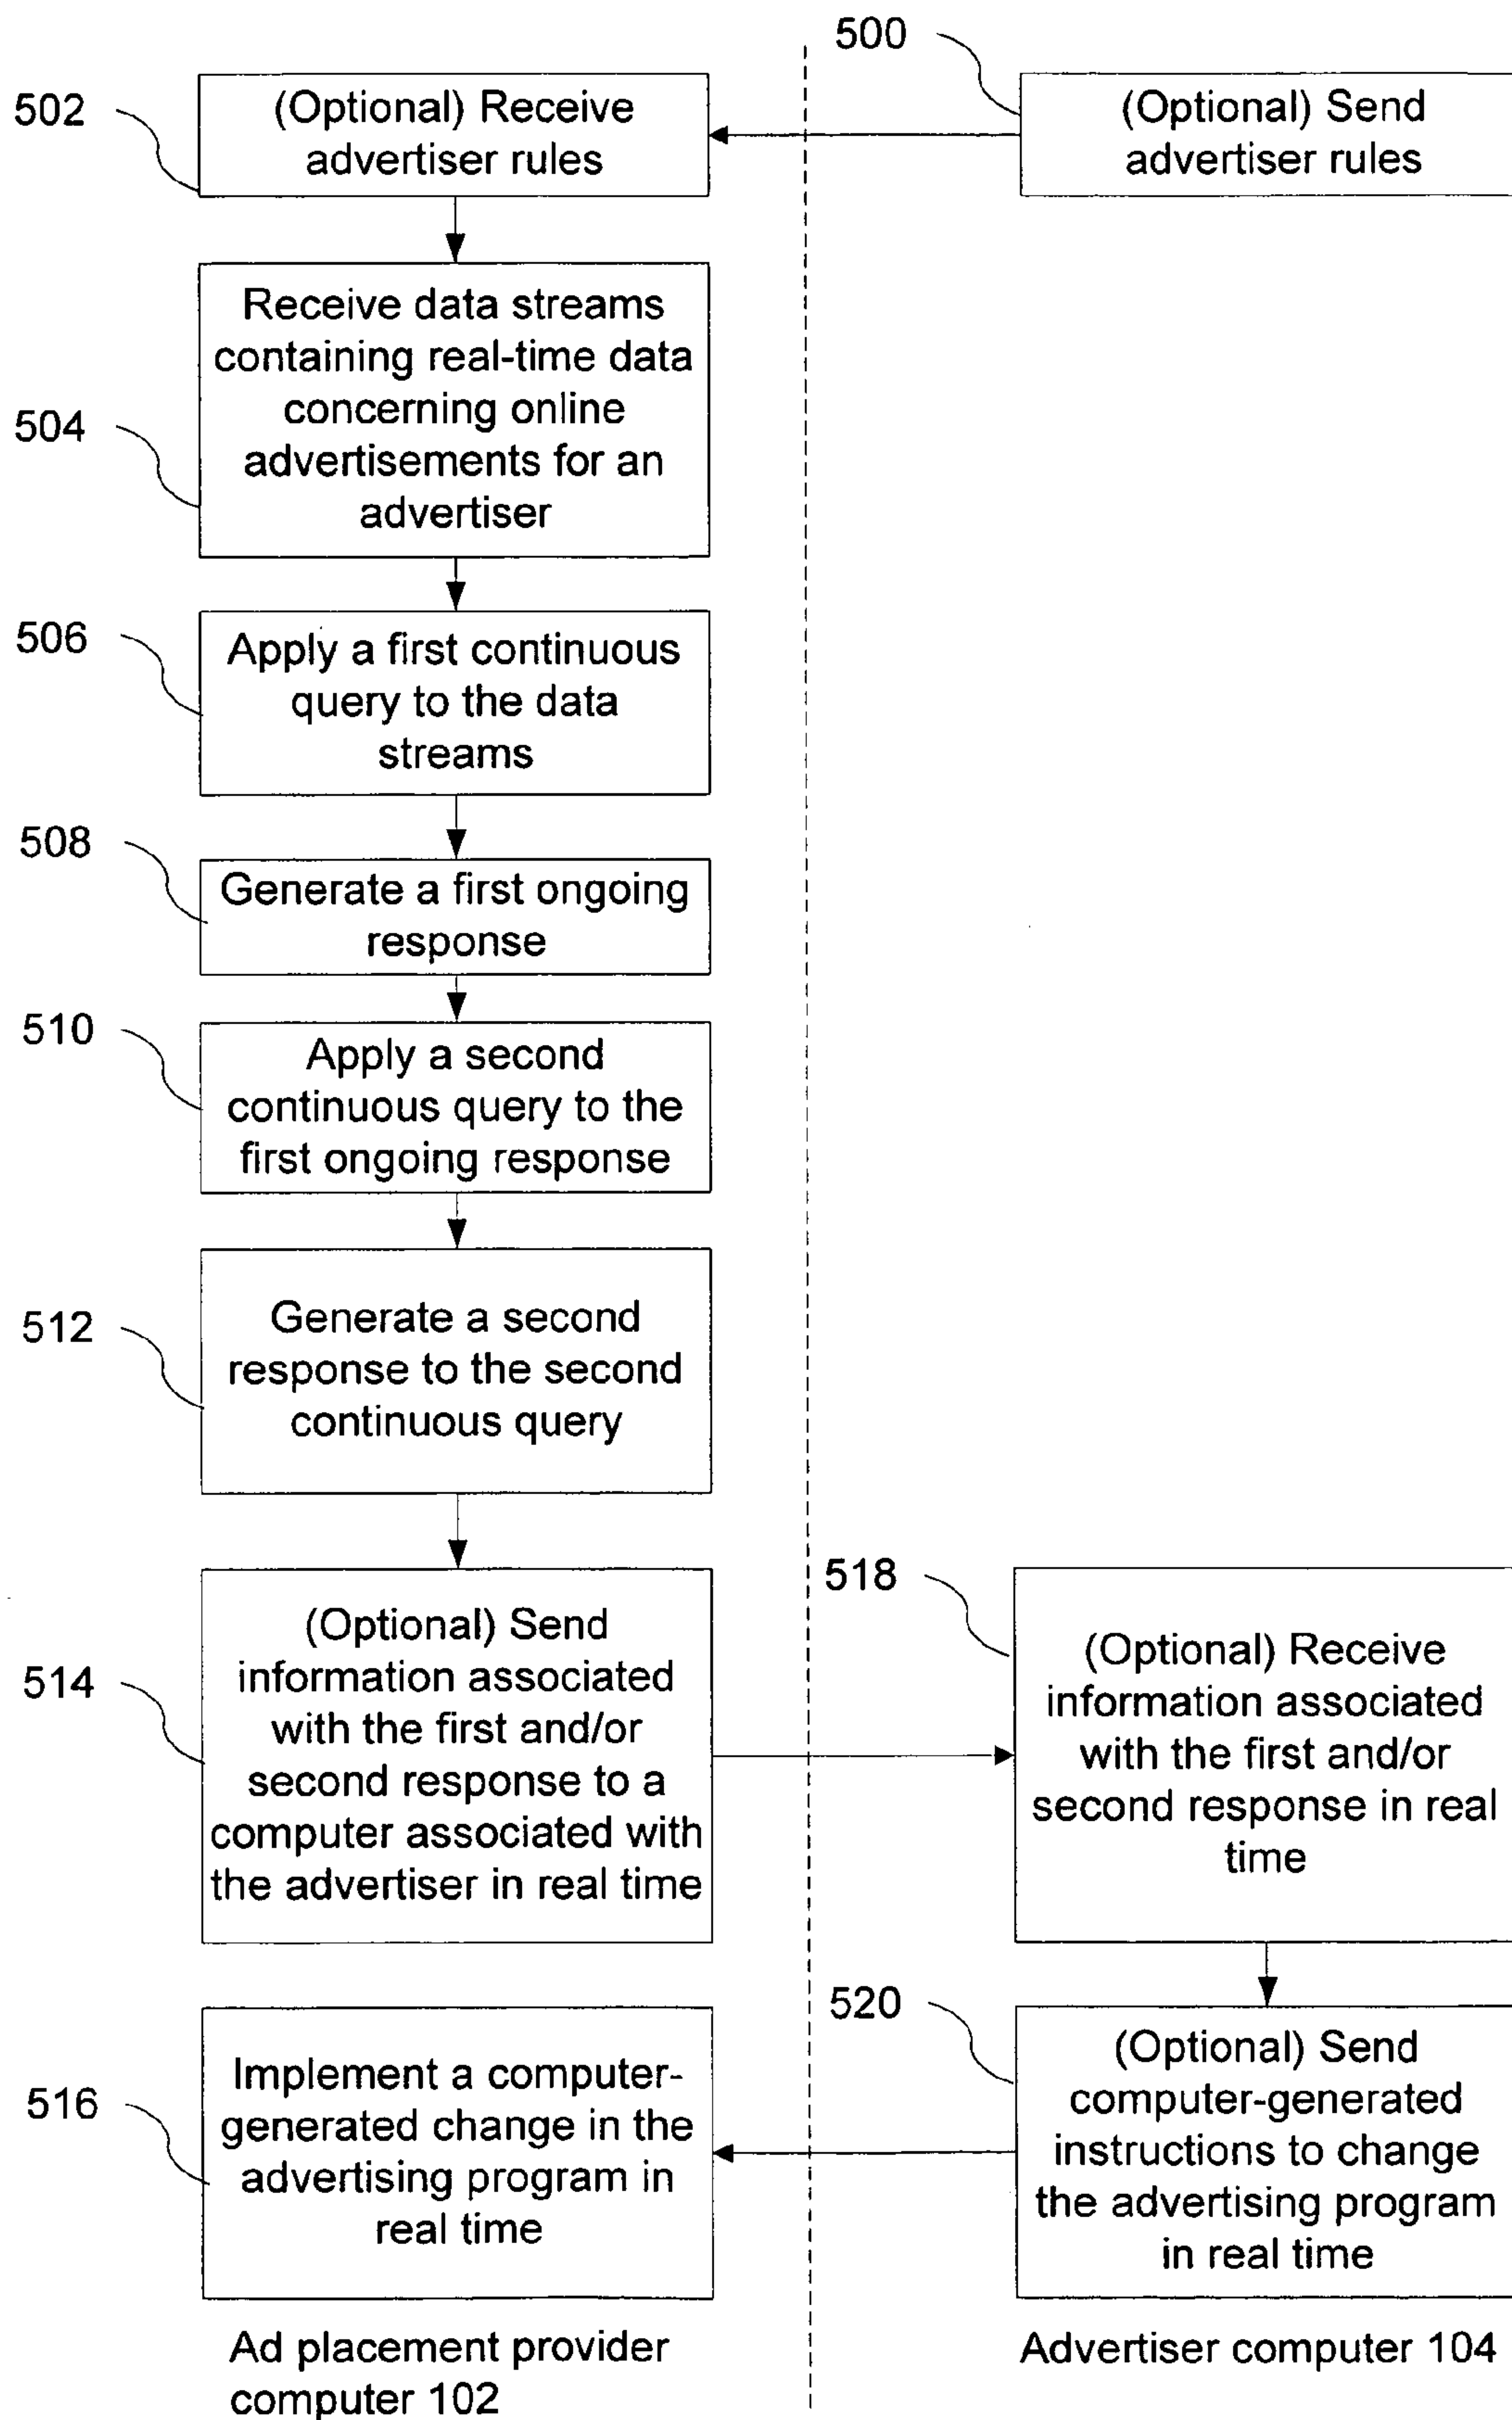 500
502
(Optional) Receive
advertiser rules
(Optional) Send
advertiser rules
504
Receive data streams
containing real-time data
concerning online
advertisements for an
advertiser
506
Apply a first continuous
query to the data
streams
508
Generate a first ongoing
response
510
Apply a second
continuous query to the
first ongoing response
512
Generate a second
response to the second
continuous query
514
(Optional) Send
information associated
with the first and/or
second response to a
computer associated with
the advertiser in real time
518
(Optional) Receive
information associated
with the first and/or
second response in real
time
516
Implement a computer-
generated change in the
advertising program in
real time
520
(Optional) Send
computer-generated
instructions to change
the advertising program
in real time
Ad placement provider
computer 102
Advertiser computer 104